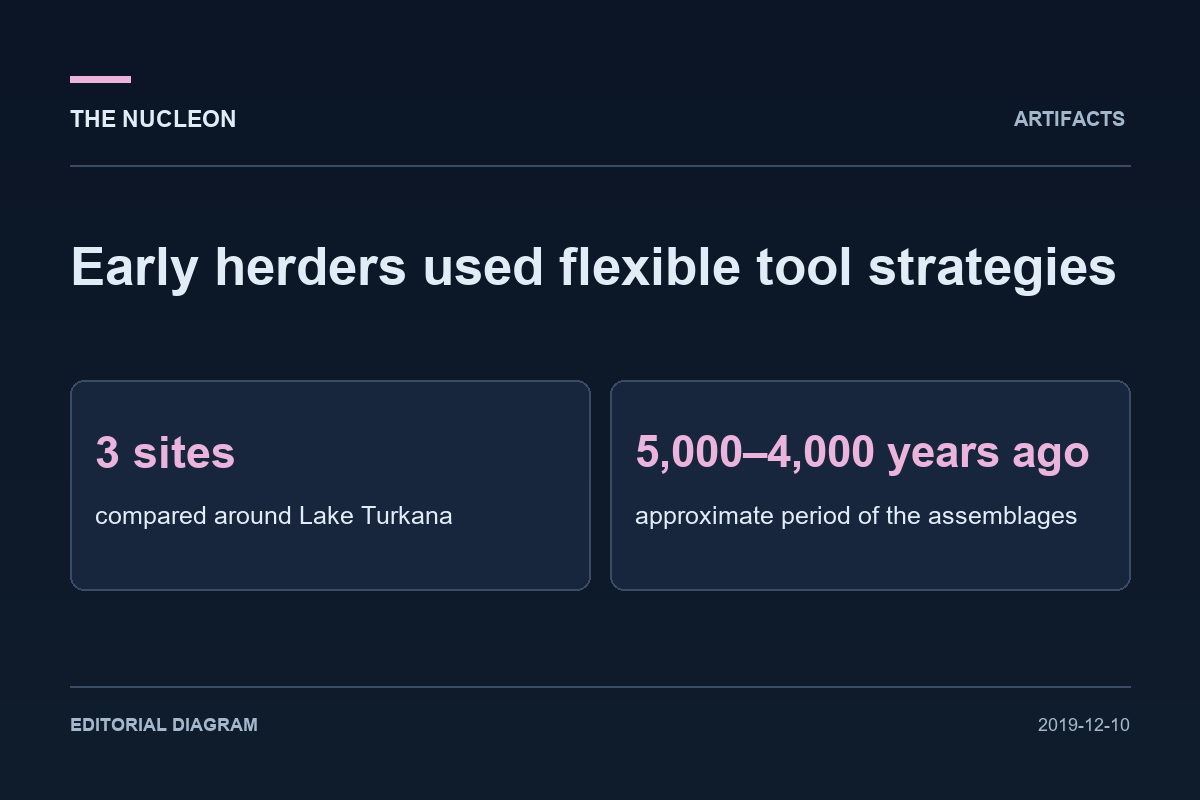 THE NUCLEON
ARTIFACTS
Early herders used flexible tool strategies
3 sites
compared around Lake Turkana
5,000–4,000 years ago
approximate period of the assemblages
EDITORIAL DIAGRAM
2019-12-10